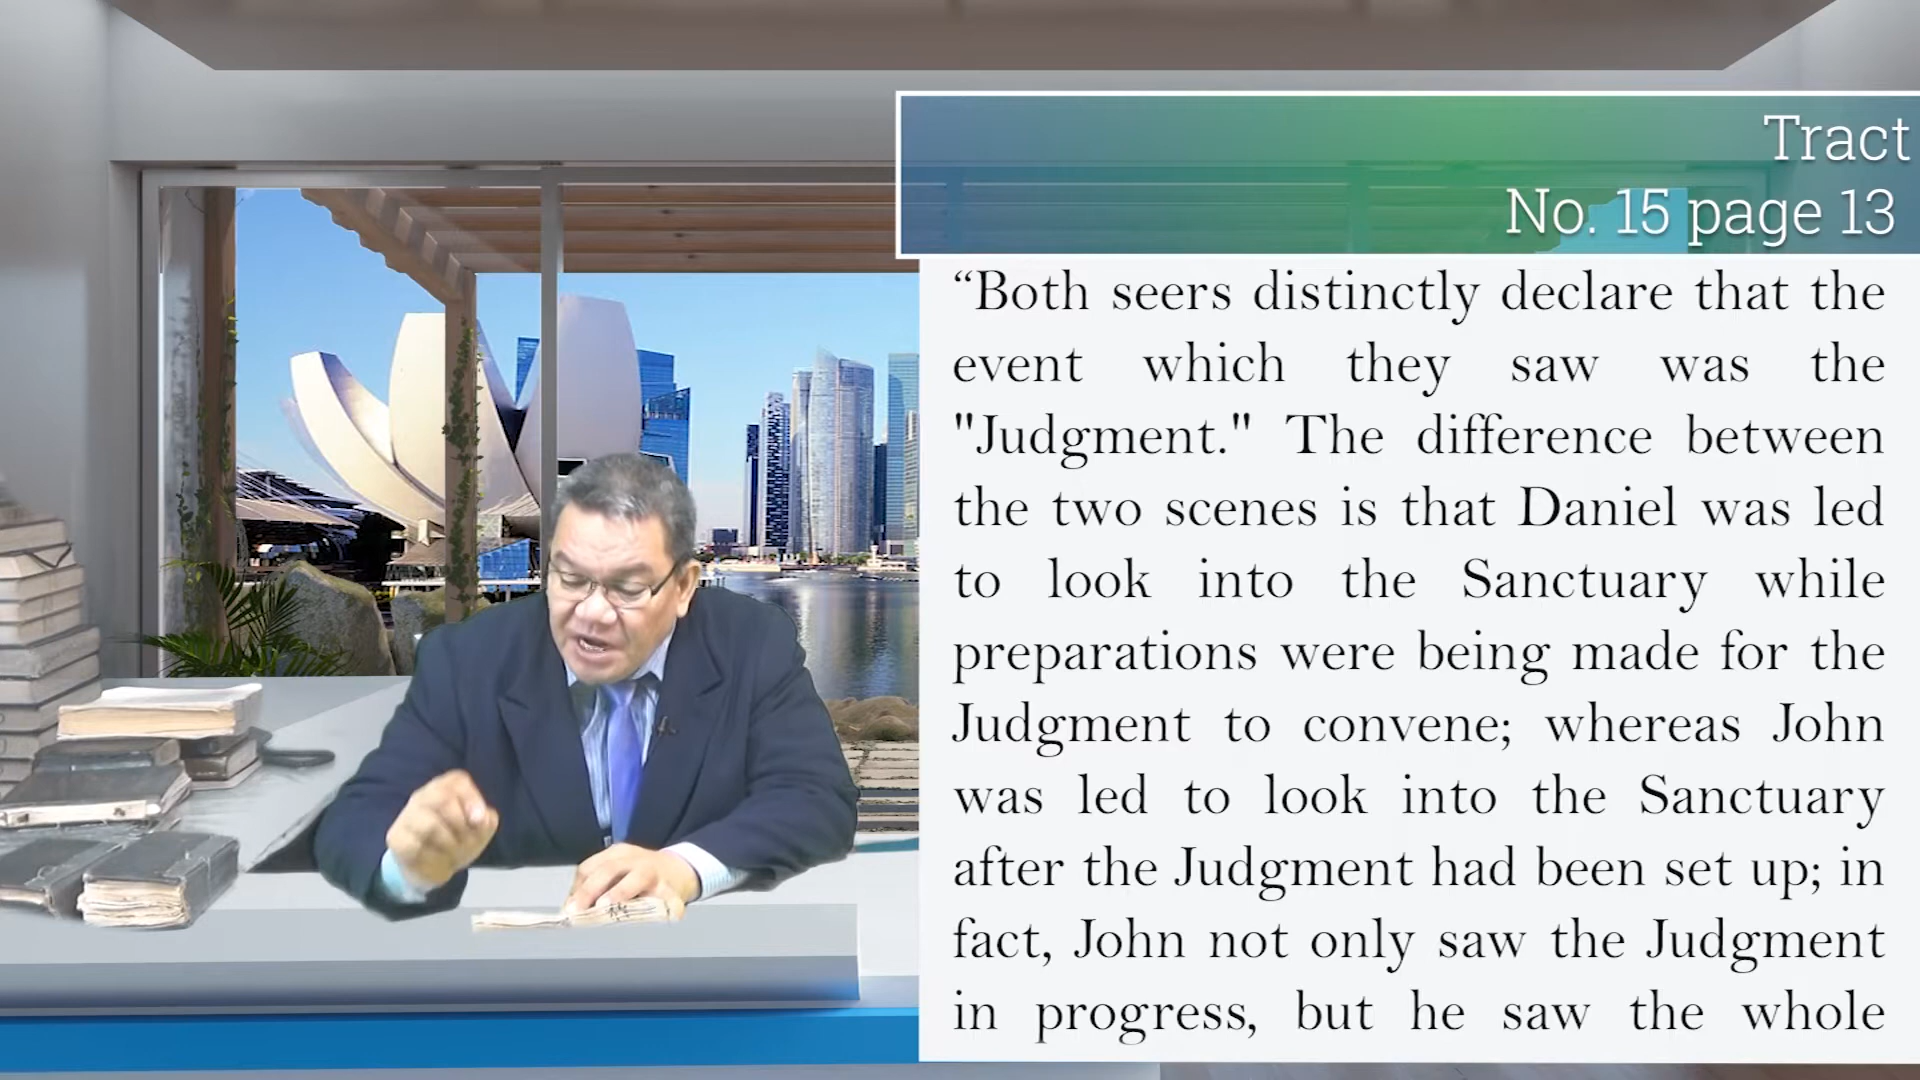 Tract
No. 15 page 13
“Both seers distinctly declare that the
event which they saw was the
"Judgment." The difference between
the two scenes is that Daniel was led
to look into the Sanctuary while
preparations were being made for the
Judgment to convene; whereas John
was led to look into the Sanctuary
after the Judgment had been set up; in
fact, John not only saw the Judgment
in progress, but he saw the whole